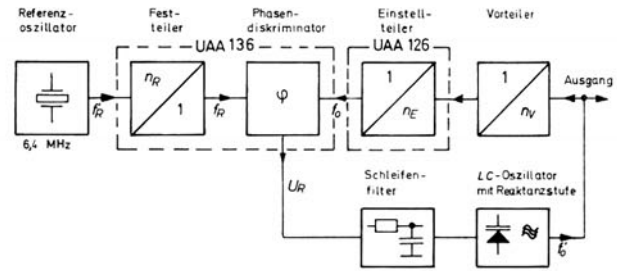 Referenz-
oszillator
Fest-
teiler
Phasen-
diskriminator
Einstell-
teiler
Vorteiler
UAA 136
UAA 126
6,4 MHz
f_R
n_R
1
f_R
φ
f_o
1
n_E
1
n_V
Ausgang
U_R
Schleifen-
filter
LC-Oszillator
mit Reaktanzstufe
f_o